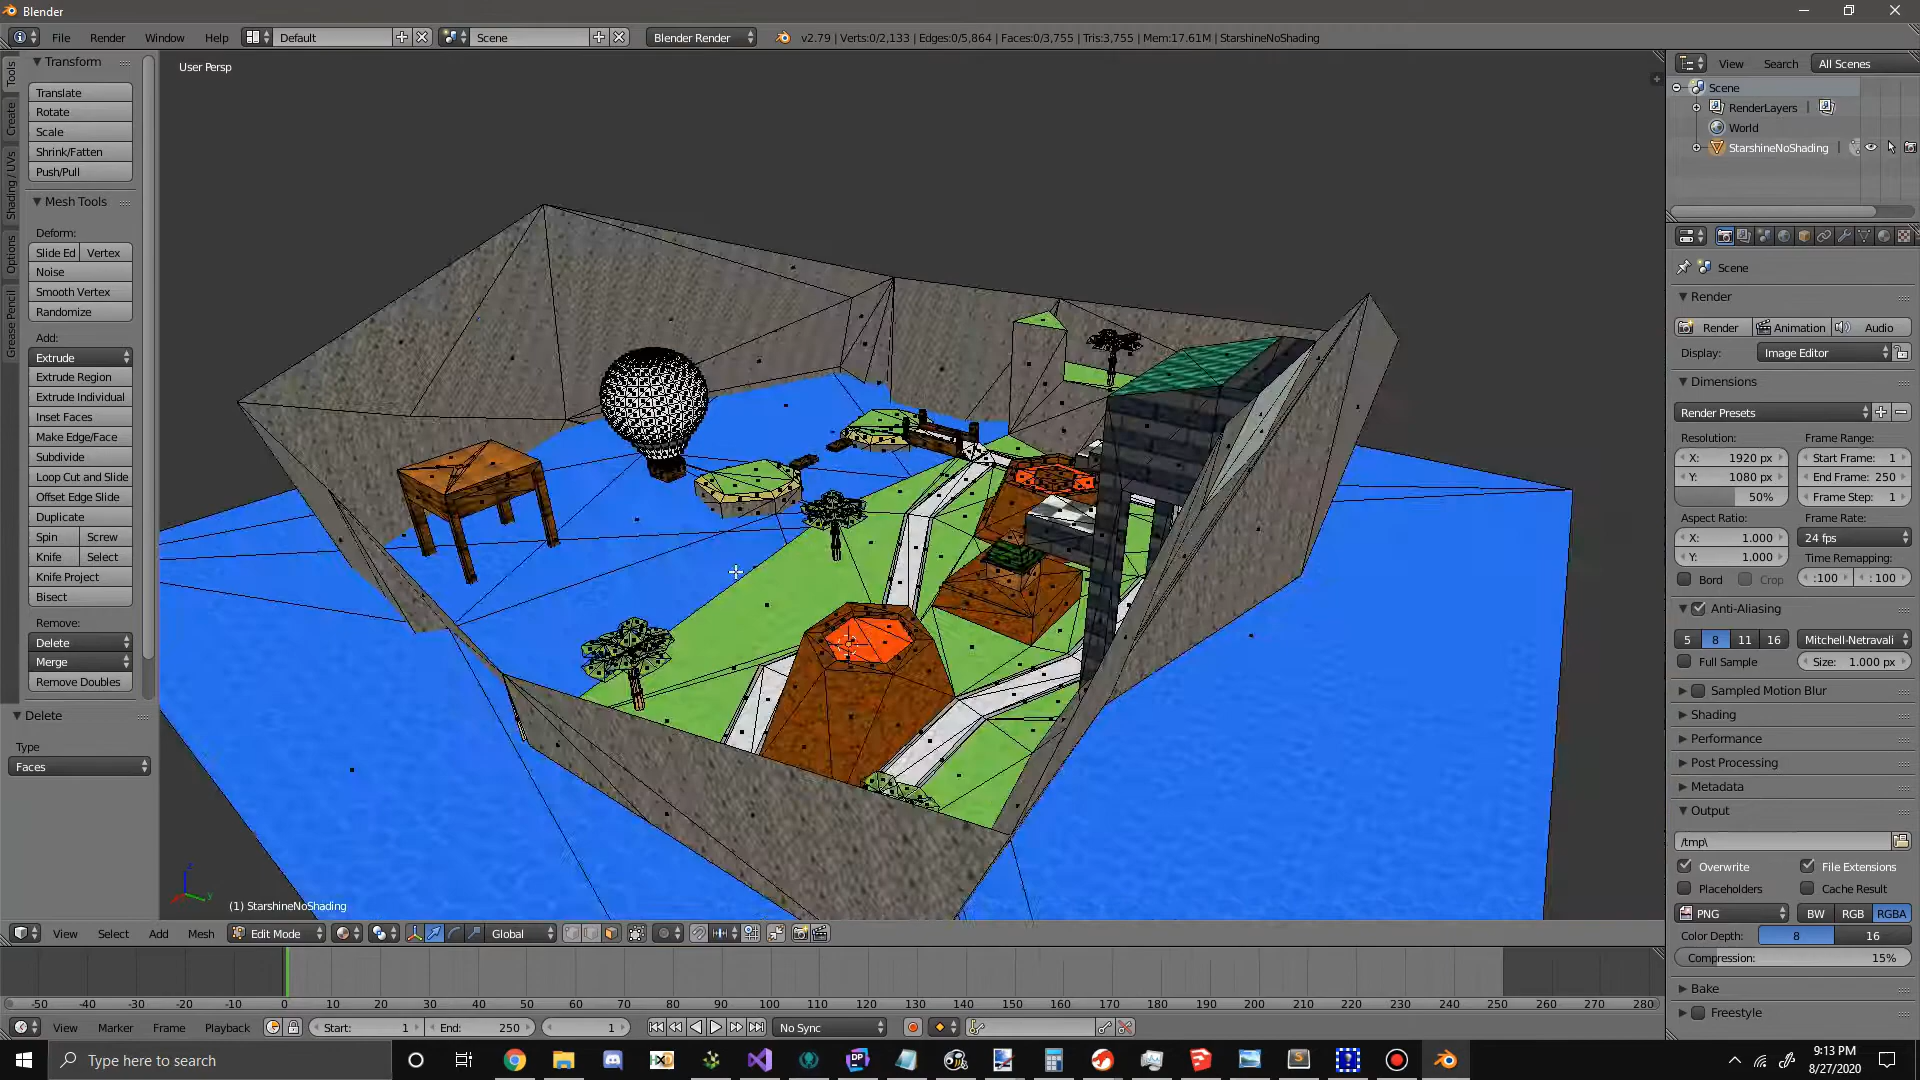 Blender
File Render Window Help Default Scene Blender Render v2.79 | Verts:0/2,133 | Edges:0/5,864 | Faces:0/3,755 | Tris:3,755 | Mem:17.61M | StarshineNoShading
Tools
Create
Shading / UVs
Options
Grease Pencil
Transform
Translate
Rotate
Scale
Shrink/Fatten
Push/Pull
Mesh Tools
Deform:
Slide Ed Vertex
Noise
Smooth Vertex
Randomize
Add:
Extrude
Extrude Region
Extrude Individual
Inset Faces
Make Edge/Face
Subdivide
Loop Cut and Slide
Offset Edge Slide
Duplicate
Spin Screw
Knife Select
Knife Project
Bisect
Remove:
Delete
Merge
Remove Doubles
Delete
Type
Faces
User Persp
(1) StarshineNoShading
View Search All Scenes
Scene
RenderLayers
World
StarshineNoShading
Scene
Render
Render Animation Audio
Display: Image Editor
Dimensions
Render Presets
Resolution: Frame Range:
X: 1920 px Start Frame: 1
Y: 1080 px End Frame: 250
50% Frame Step: 1
Aspect Ratio: Frame Rate:
X: 1.000 24 fps
Y: 1.000 Time Remapping:
Bord Crop :100 : 100
Anti-Aliasing
5 8 11 16 Mitchell-Netravali
Full Sample Size: 1.000 px
Sampled Motion Blur
Shading
Performance
Post Processing
Metadata
Output
/tmp\
Overwrite File Extensions
Placeholders Cache Result
PNG BW RGB RGBA
Color Depth: 8 16
Compression: 15%
Bake
Freestyle
View Select Add Mesh Edit Mode Global
-50 -40 -30 -20 -10 0 10 20 30 40 50 60 70 80 90 100 110 120 130 140 150 160 170 180 190 200 210 220 230 240 250 260 270 280
View Marker Frame Playback Start: 1 End: 250 1 No Sync
Type here to search
9:13 PM
8/27/2020